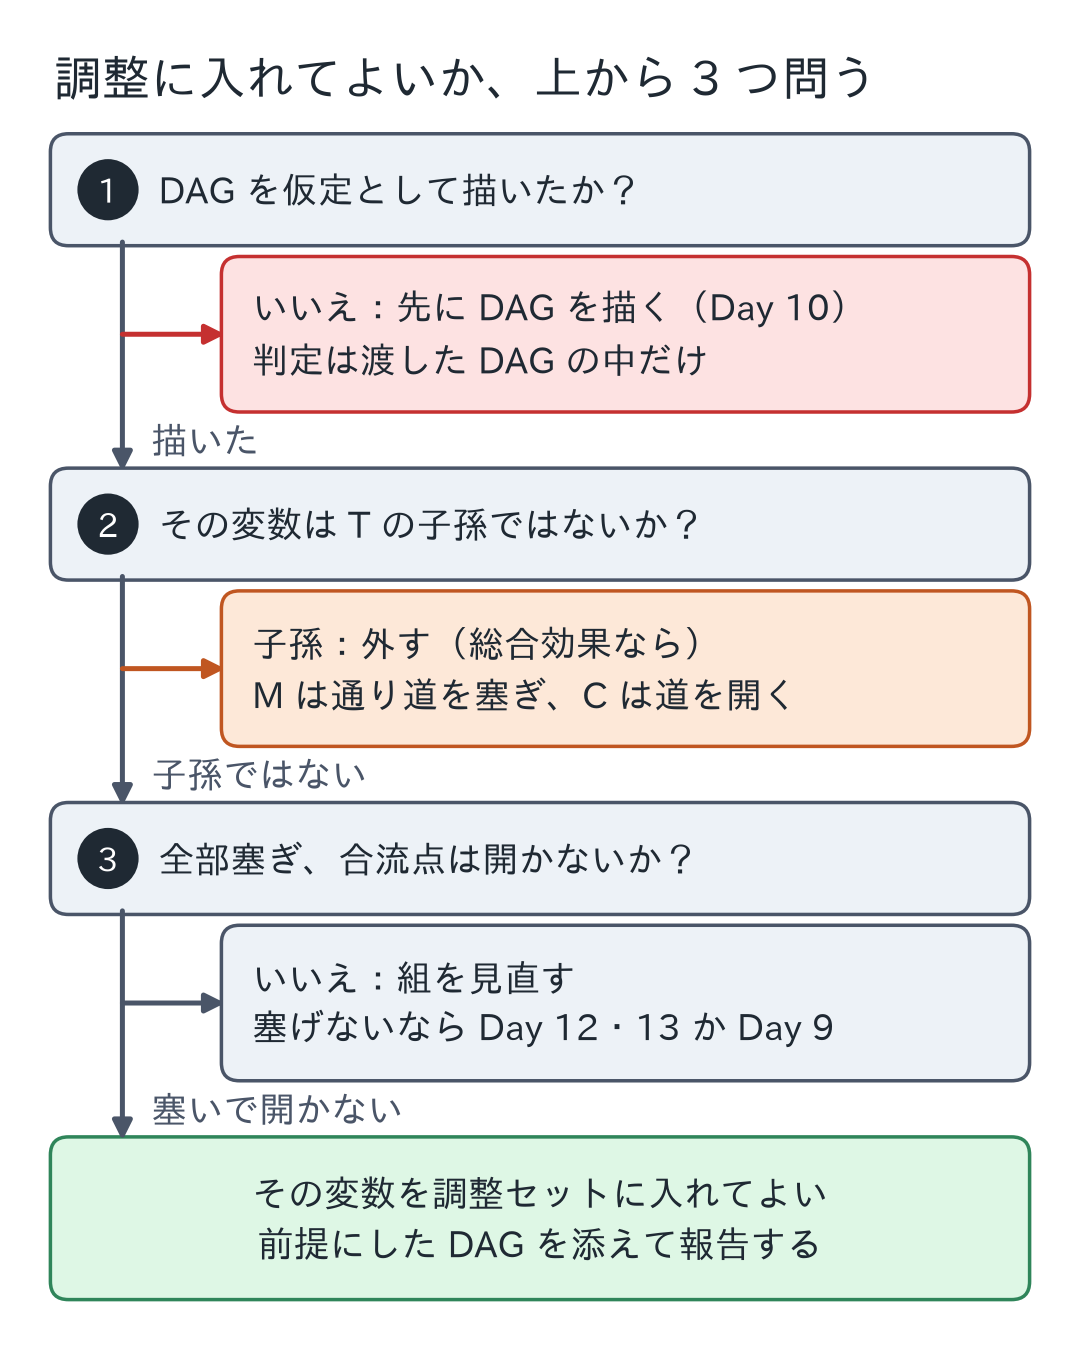 調整に入れてよいか、上から 3 つ問う
1 DAG を仮定として描いたか？
いいえ：先に DAG を描く（Day 10）
判定は渡した DAG の中だけ
描いた
2 その変数は T の子孫ではないか？
子孫：外す（総合効果なら）
M は通り道を塞ぎ、C は道を開く
子孫ではない
3 全部塞ぎ、合流点は開かないか？
いいえ：組を見直す
塞げないなら Day 12・13 か Day 9
塞いで開かない
その変数を調整セットに入れてよい
前提にした DAG を添えて報告する